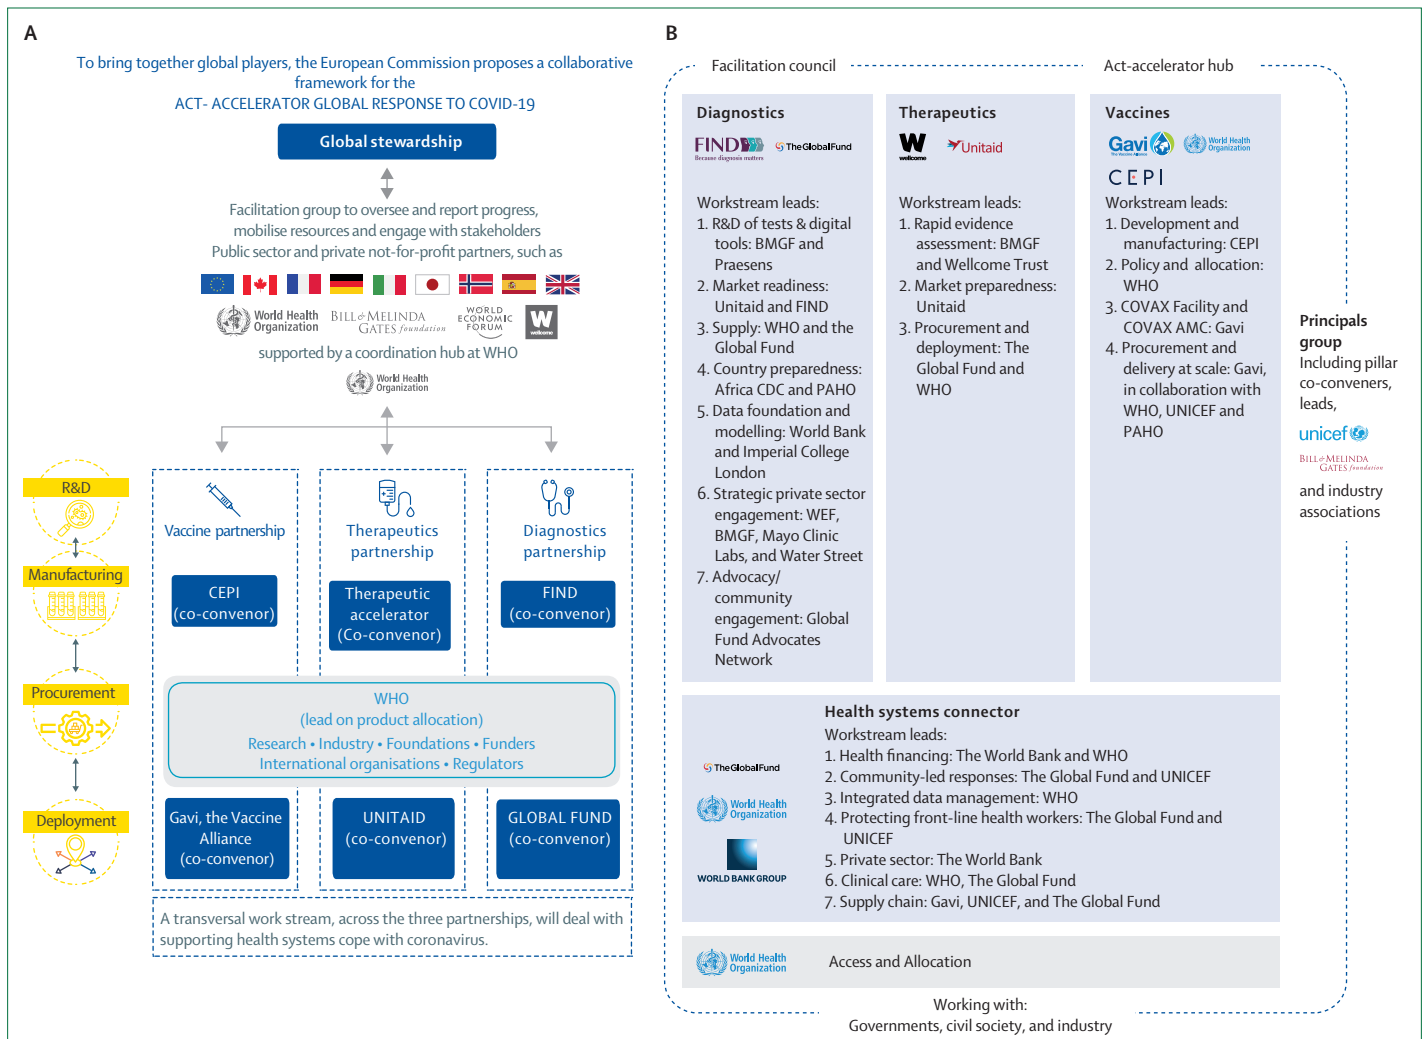 A
To bring together global players, the European Commission proposes a collaborative
framework for the
ACT- ACCELERATOR GLOBAL RESPONSE TO COVID-19
Global stewardship
Facilitation group to oversee and report progress,
mobilise resources and engage with stakeholders
Public sector and private not-for-profit partners, such as
World Health
Organization
BILL & MELINDA
GATES foundation
WORLD
ECONOMIC
FORUM
W
wellcome
supported by a coordination hub at WHO
World Health
Organization
R&D
Manufacturing
Procurement
Deployment
Vaccine partnership
Therapeutics
partnership
Diagnostics
partnership
CEPI
(co-convenor)
Therapeutic
accelerator
(Co-convenor)
FIND
(co-convenor)
WHO
(lead on product allocation)
Research • Industry • Foundations • Funders
International organisations • Regulators
Gavi, the Vaccine
Alliance
(co-convenor)
UNITAID
(co-convenor)
GLOBAL FUND
(co-convenor)
A transversal work stream, across the three partnerships, will deal with
supporting health systems cope with coronavirus.
B
Facilitation council
Act-accelerator hub
Diagnostics
FIND
Because diagnosis matters
The Global Fund
Workstream leads:
1. R&D of tests & digital
tools: BMGF and
Praesens
2. Market readiness:
Unitaid and FIND
3. Supply: WHO and the
Global Fund
4. Country preparedness:
Africa CDC and PAHO
5. Data foundation and
modelling: World Bank
and Imperial College
London
6. Strategic private sector
engagement: WEF,
BMGF, Mayo Clinic
Labs, and Water Street
7. Advocacy/
community
engagement: Global
Fund Advocates
Network
Therapeutics
W
wellcome
Unitaid
Workstream leads:
1. Rapid evidence
assessment: BMGF
and Wellcome Trust
2. Market preparedness:
Unitaid
3. Procurement and
deployment: The
Global Fund and
WHO
Vaccines
Gavi
The Vaccine Alliance
World Health
Organization
CEPI
Workstream leads:
1. Development and
manufacturing: CEPI
2. Policy and allocation:
WHO
3. COVAX Facility and
COVAX AMC: Gavi
4. Procurement and
delivery at scale: Gavi,
in collaboration with
WHO, UNICEF and
PAHO
Principals
group
Including pillar
co-conveners,
leads,
unicef
BILL & MELINDA
GATES foundation
and industry
associations
Health systems connector
The Global Fund
World Health
Organization
WORLD BANK GROUP
Workstream leads:
1. Health financing: The World Bank and WHO
2. Community-led responses: The Global Fund and UNICEF
3. Integrated data management: WHO
4. Protecting front-line health workers: The Global Fund and
UNICEF
5. Private sector: The World Bank
6. Clinical care: WHO, The Global Fund
7. Supply chain: Gavi, UNICEF, and The Global Fund
World Health
Organization
Access and Allocation
Working with:
Governments, civil society, and industry